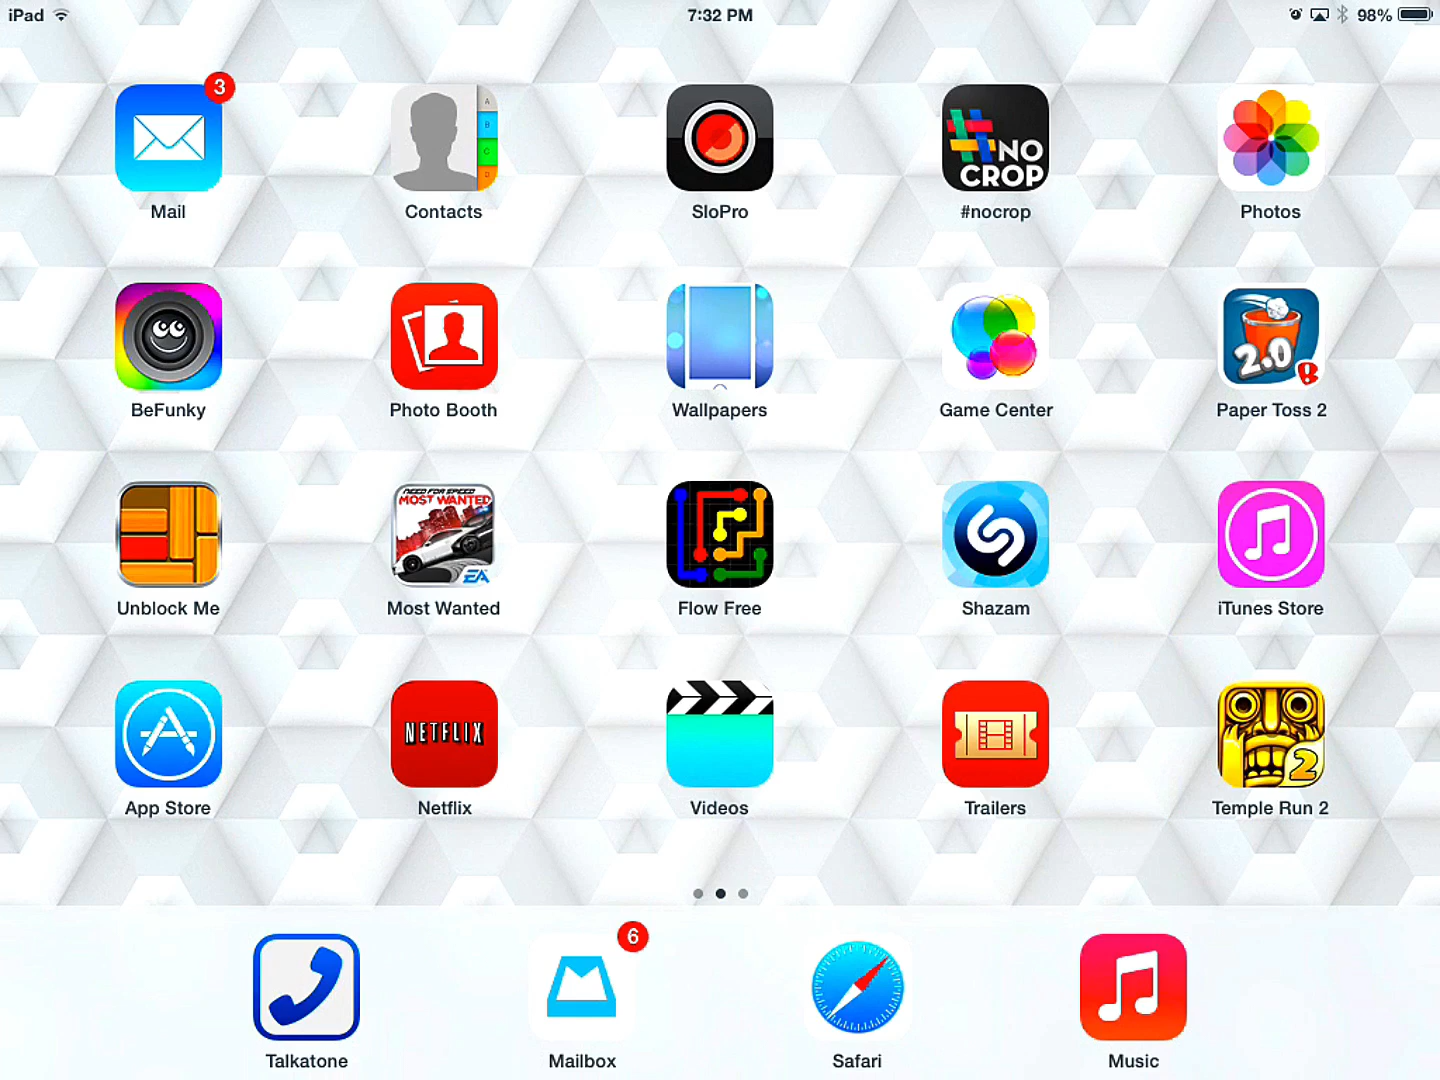 iPad 7:32 PM 98%
3
A
B
C
D
#NO
CROP
Mail Contacts SloPro #nocrop Photos
2.0
BeFunky Photo Booth Wallpapers Game Center Paper Toss 2
NEED FOR SPEED
MOST WANTED
EA
Unblock Me Most Wanted Flow Free Shazam iTunes Store
NETFLIX
2
App Store Netflix Videos Trailers Temple Run 2
6
Talkatone Mailbox Safari Music